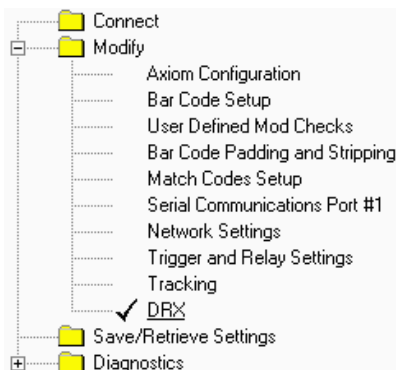 Connect
Modify
Axiom Configuration
Bar Code Setup
User Defined Mod Checks
Bar Code Padding and Stripping
Match Codes Setup
Serial Communications Port #1
Network Settings
Trigger and Relay Settings
Tracking
DRX
Save/Retrieve Settings
Diagnostics